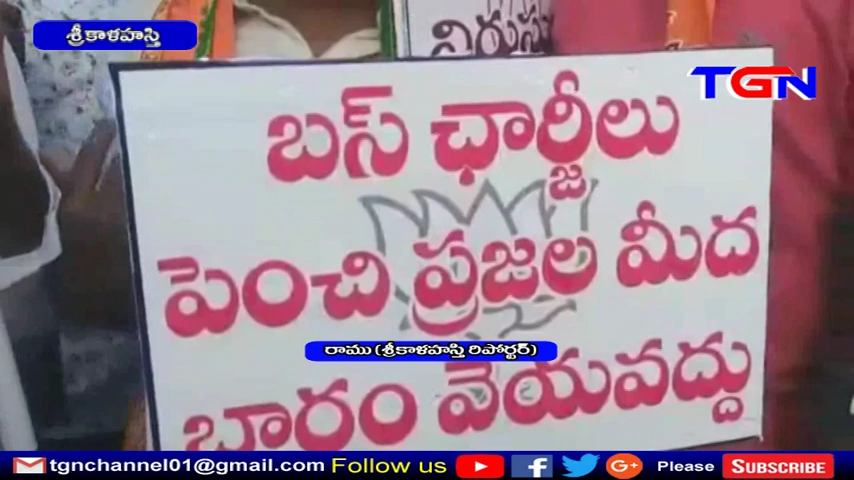 శ్రీకాళహస్తి
TGN
బస్ ఛార్జీలు
పెంచి ప్రజల మీద
రాము (శ్రీకాళహస్తి రిపోర్టర్)
బారం వేయవద్దు
tgnchannel01@gmail.com Follow us Please SUBSCRIBE